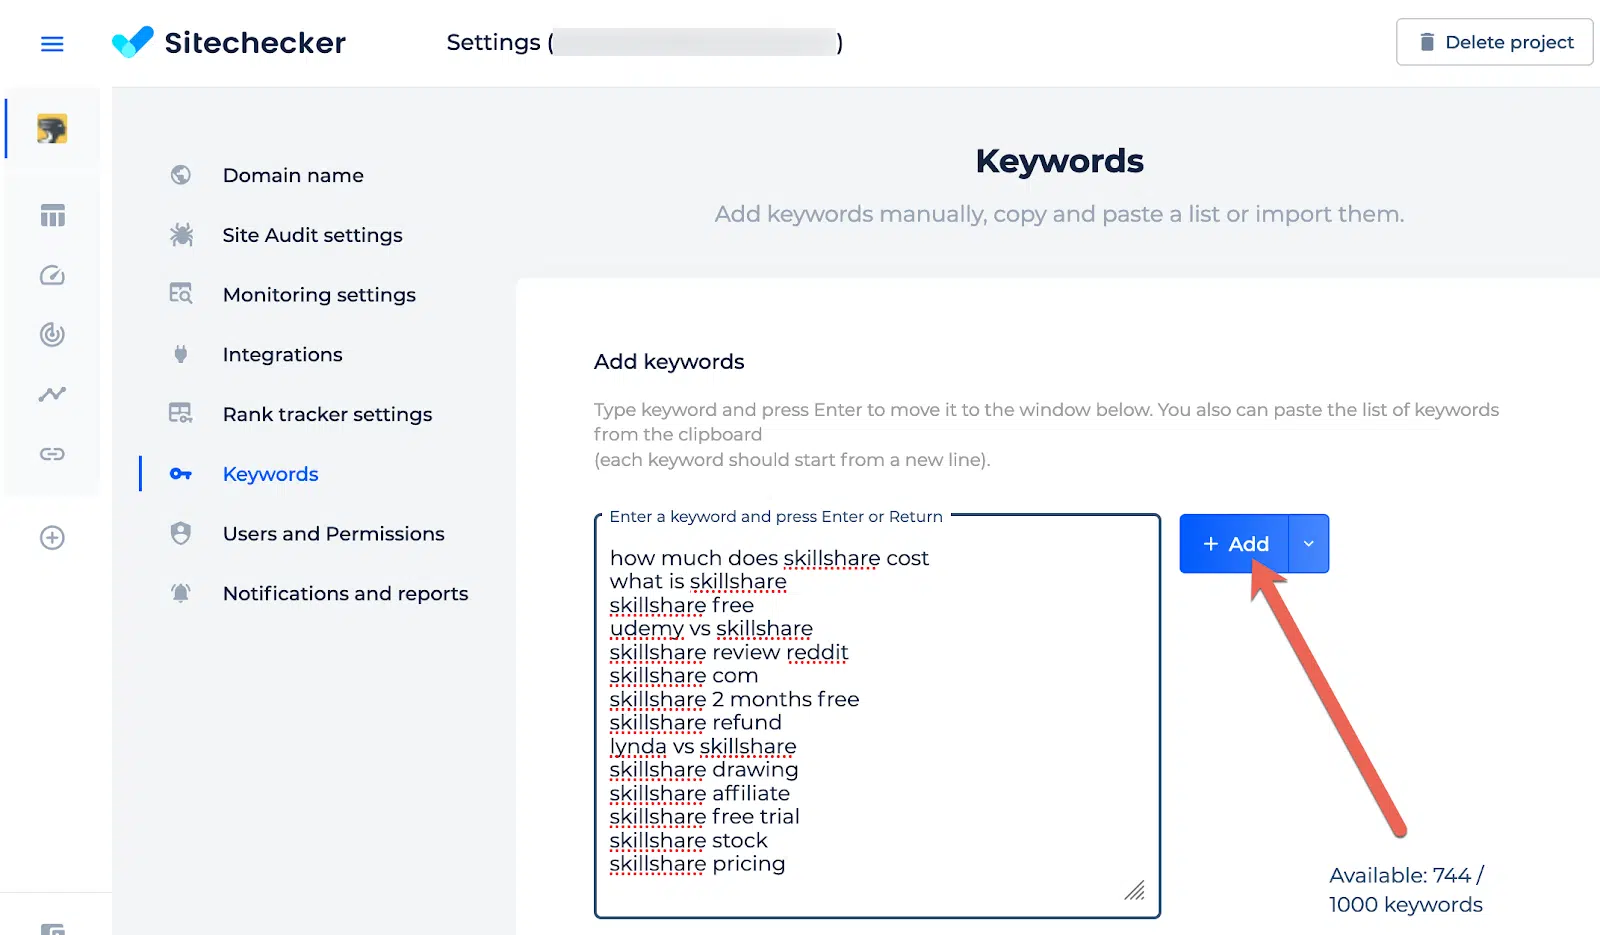 Sitechecker
Settings ( )
Delete project
Domain name
Site Audit settings
Monitoring settings
Integrations
Rank tracker settings
Keywords
Users and Permissions
Notifications and reports
Keywords
Add keywords manually, copy and paste a list or import them.
Add keywords
Type keyword and press Enter to move it to the window below. You also can paste the list of keywords
from the clipboard
(each keyword should start from a new line).
Enter a keyword and press Enter or Return
how much does skillshare cost
what is skillshare
skillshare free
udemy vs skillshare
skillshare review reddit
skillshare com
skillshare 2 months free
skillshare refund
lynda vs skillshare
skillshare drawing
skillshare affiliate
skillshare free trial
skillshare stock
skillshare pricing
+ Add
Available: 744 /
1000 keywords